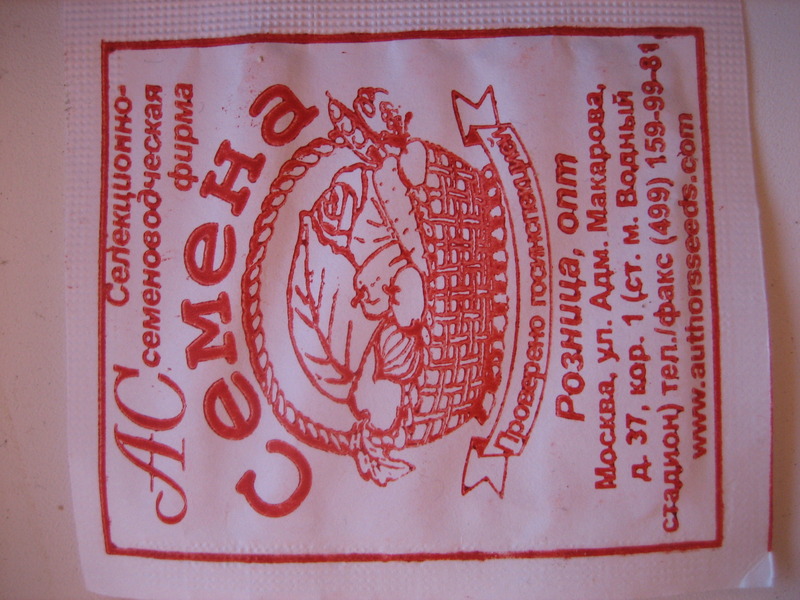 АС
Селекционно-
семеноводческая
фирма
Семена
Проверено госинспекцией
Розница, опт
Москва, ул. Адм. Макарова,
д. 37, кор. 1 (ст. м. Водный
стадион) тел./факс (499) 159-99-81,
www.authorsseeds.com